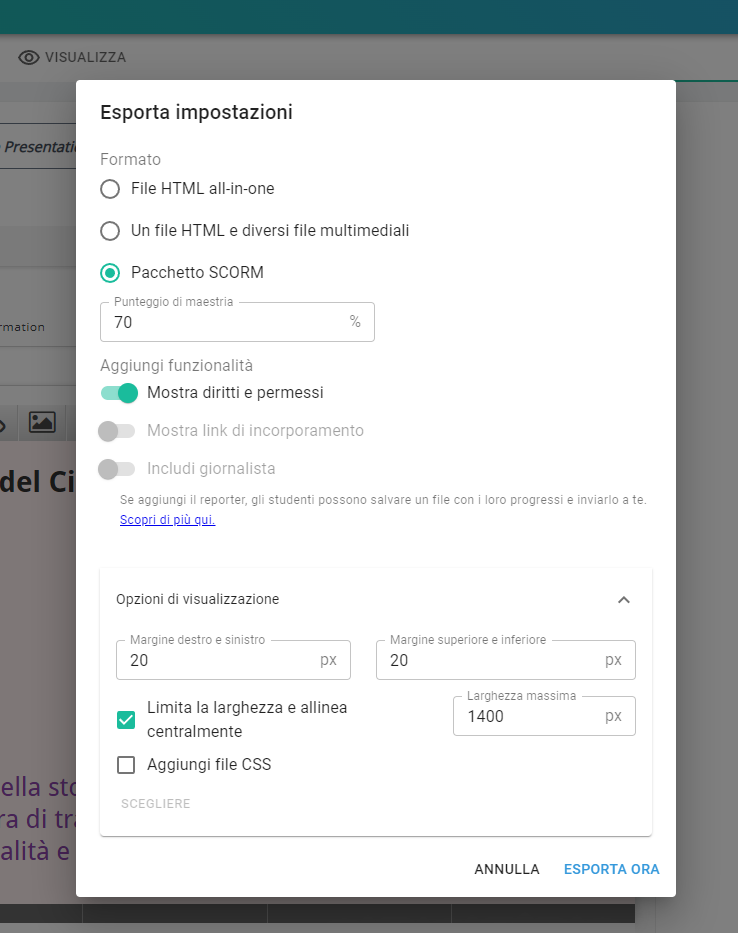 VISUALIZZA
Esporta impostazioni
Presentati
Formato
File HTML all-in-one
Un file HTML e diversi file multimediali
Pacchetto SCORM
Punteggio di maestria
70 %
rmation
Aggiungi funzionalità
Mostra diritti e permessi
Mostra link di incorporamento
Includi giornalista
del Ci
Se aggiungi il reporter, gli studenti possono salvare un file con i loro progressi e inviarlo a te.
Scopri di più qui.
Opzioni di visualizzazione
Margine destro e sinistro
20 px
Margine superiore e inferiore
20 px
Limita la larghezza e allinea
centralmente
Larghezza massima
1400 px
Aggiungi file CSS
SCEGLIERE
ella sto
ra di tra
alità e
ANNULLA ESPORTA ORA